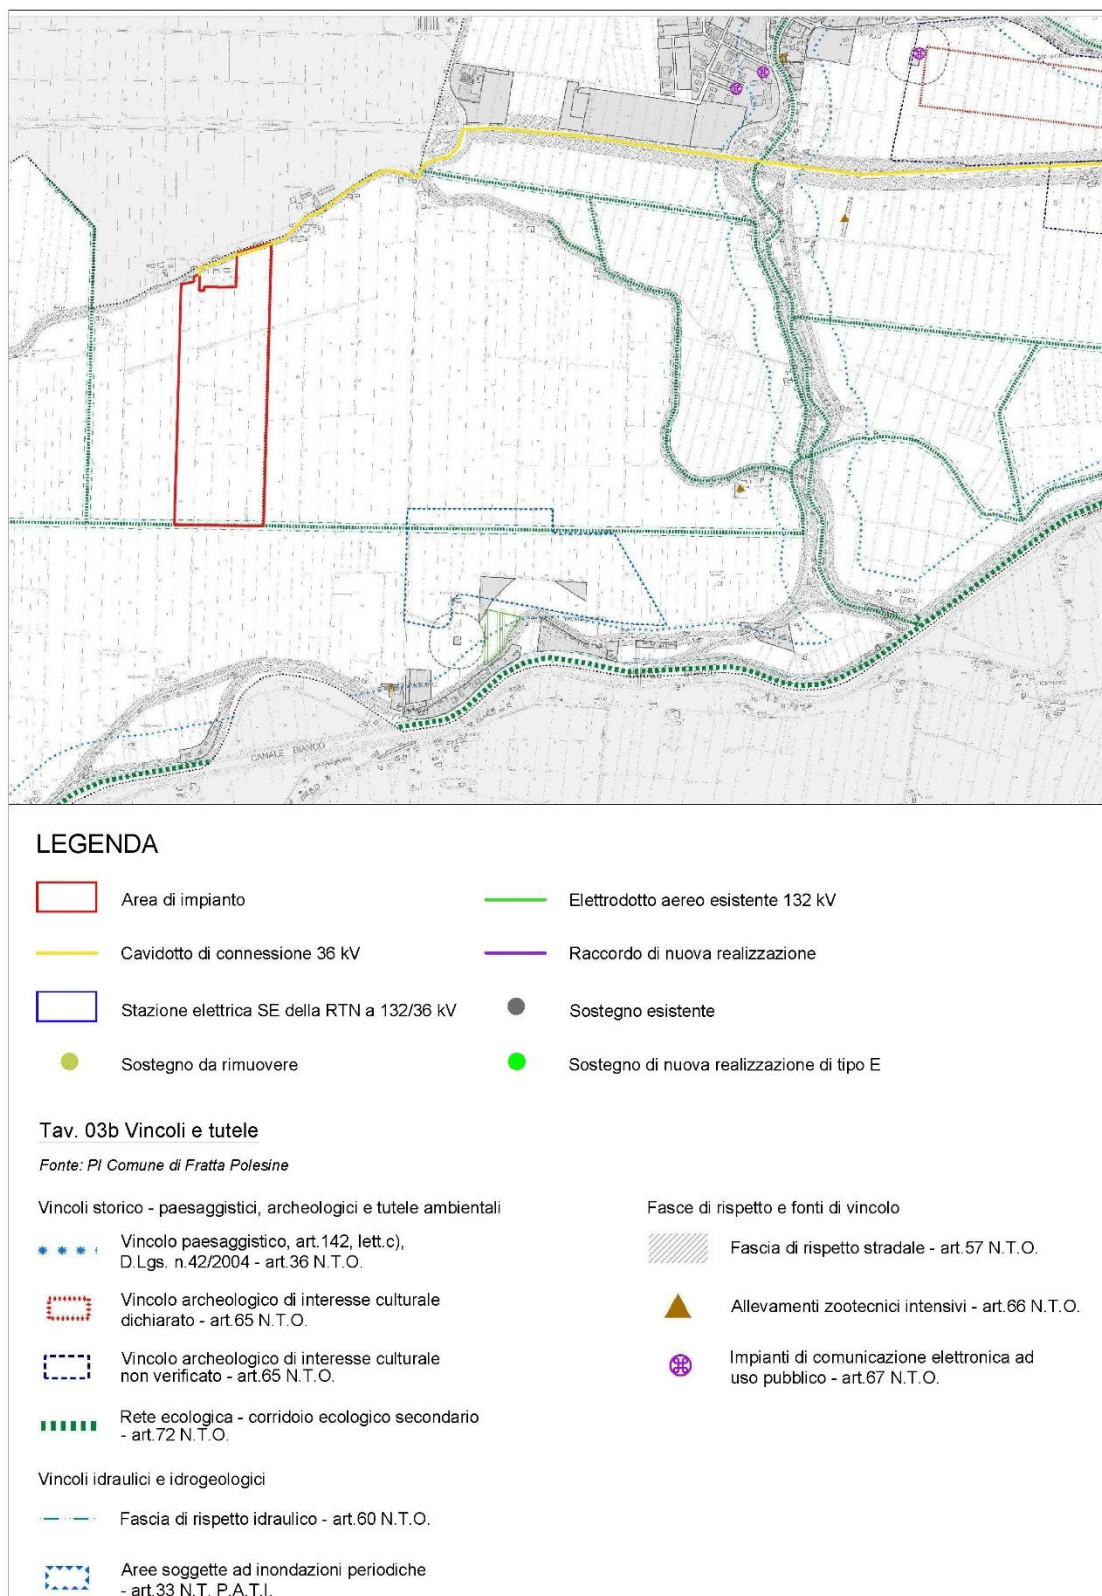 CANALE BIANCO
LEGENDA
Area di impianto
Elettrodotto aereo esistente 132 kV
Cavidotto di connessione 36 kV
Raccordo di nuova realizzazione
Stazione elettrica SE della RTN a 132/36 kV
Sostegno esistente
Sostegno da rimuovere
Sostegno di nuova realizzazione di tipo E
Tav. 03b Vincoli e tutele
Fonte: PI Comune di Fratta Polesine
Vincoli storico - paesaggistici, archeologici e tutele ambientali
Vincolo paesaggistico, art.142, lett.c),
D.Lgs. n.42/2004 - art.36 N.T.O.
Vincolo archeologico di interesse culturale
dichiarato - art.65 N.T.O.
Vincolo archeologico di interesse culturale
non verificato - art.65 N.T.O.
Rete ecologica - corridoio ecologico secondario
- art.72 N.T.O.
Vincoli idraulici e idrogeologici
Fascia di rispetto idraulico - art.60 N.T.O.
Aree soggette ad inondazioni periodiche
- art.33 N.T. P.A.T.I.
Fasce di rispetto e fonti di vincolo
Fascia di rispetto stradale - art.57 N.T.O.
Allevamenti zootecnici intensivi - art.66 N.T.O.
Impianti di comunicazione elettronica ad
uso pubblico - art.67 N.T.O.